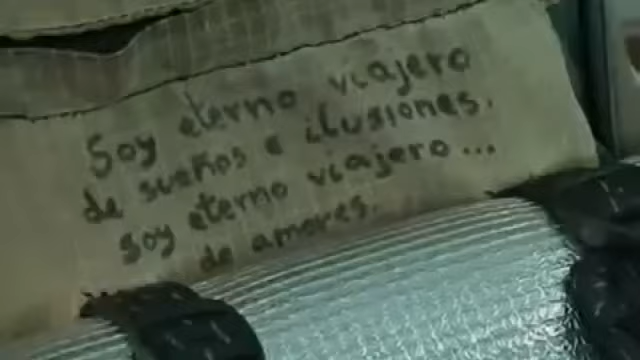 Soy eterno viajero
de sueños e ilusiones.
soy eterno viajero...
de amores.